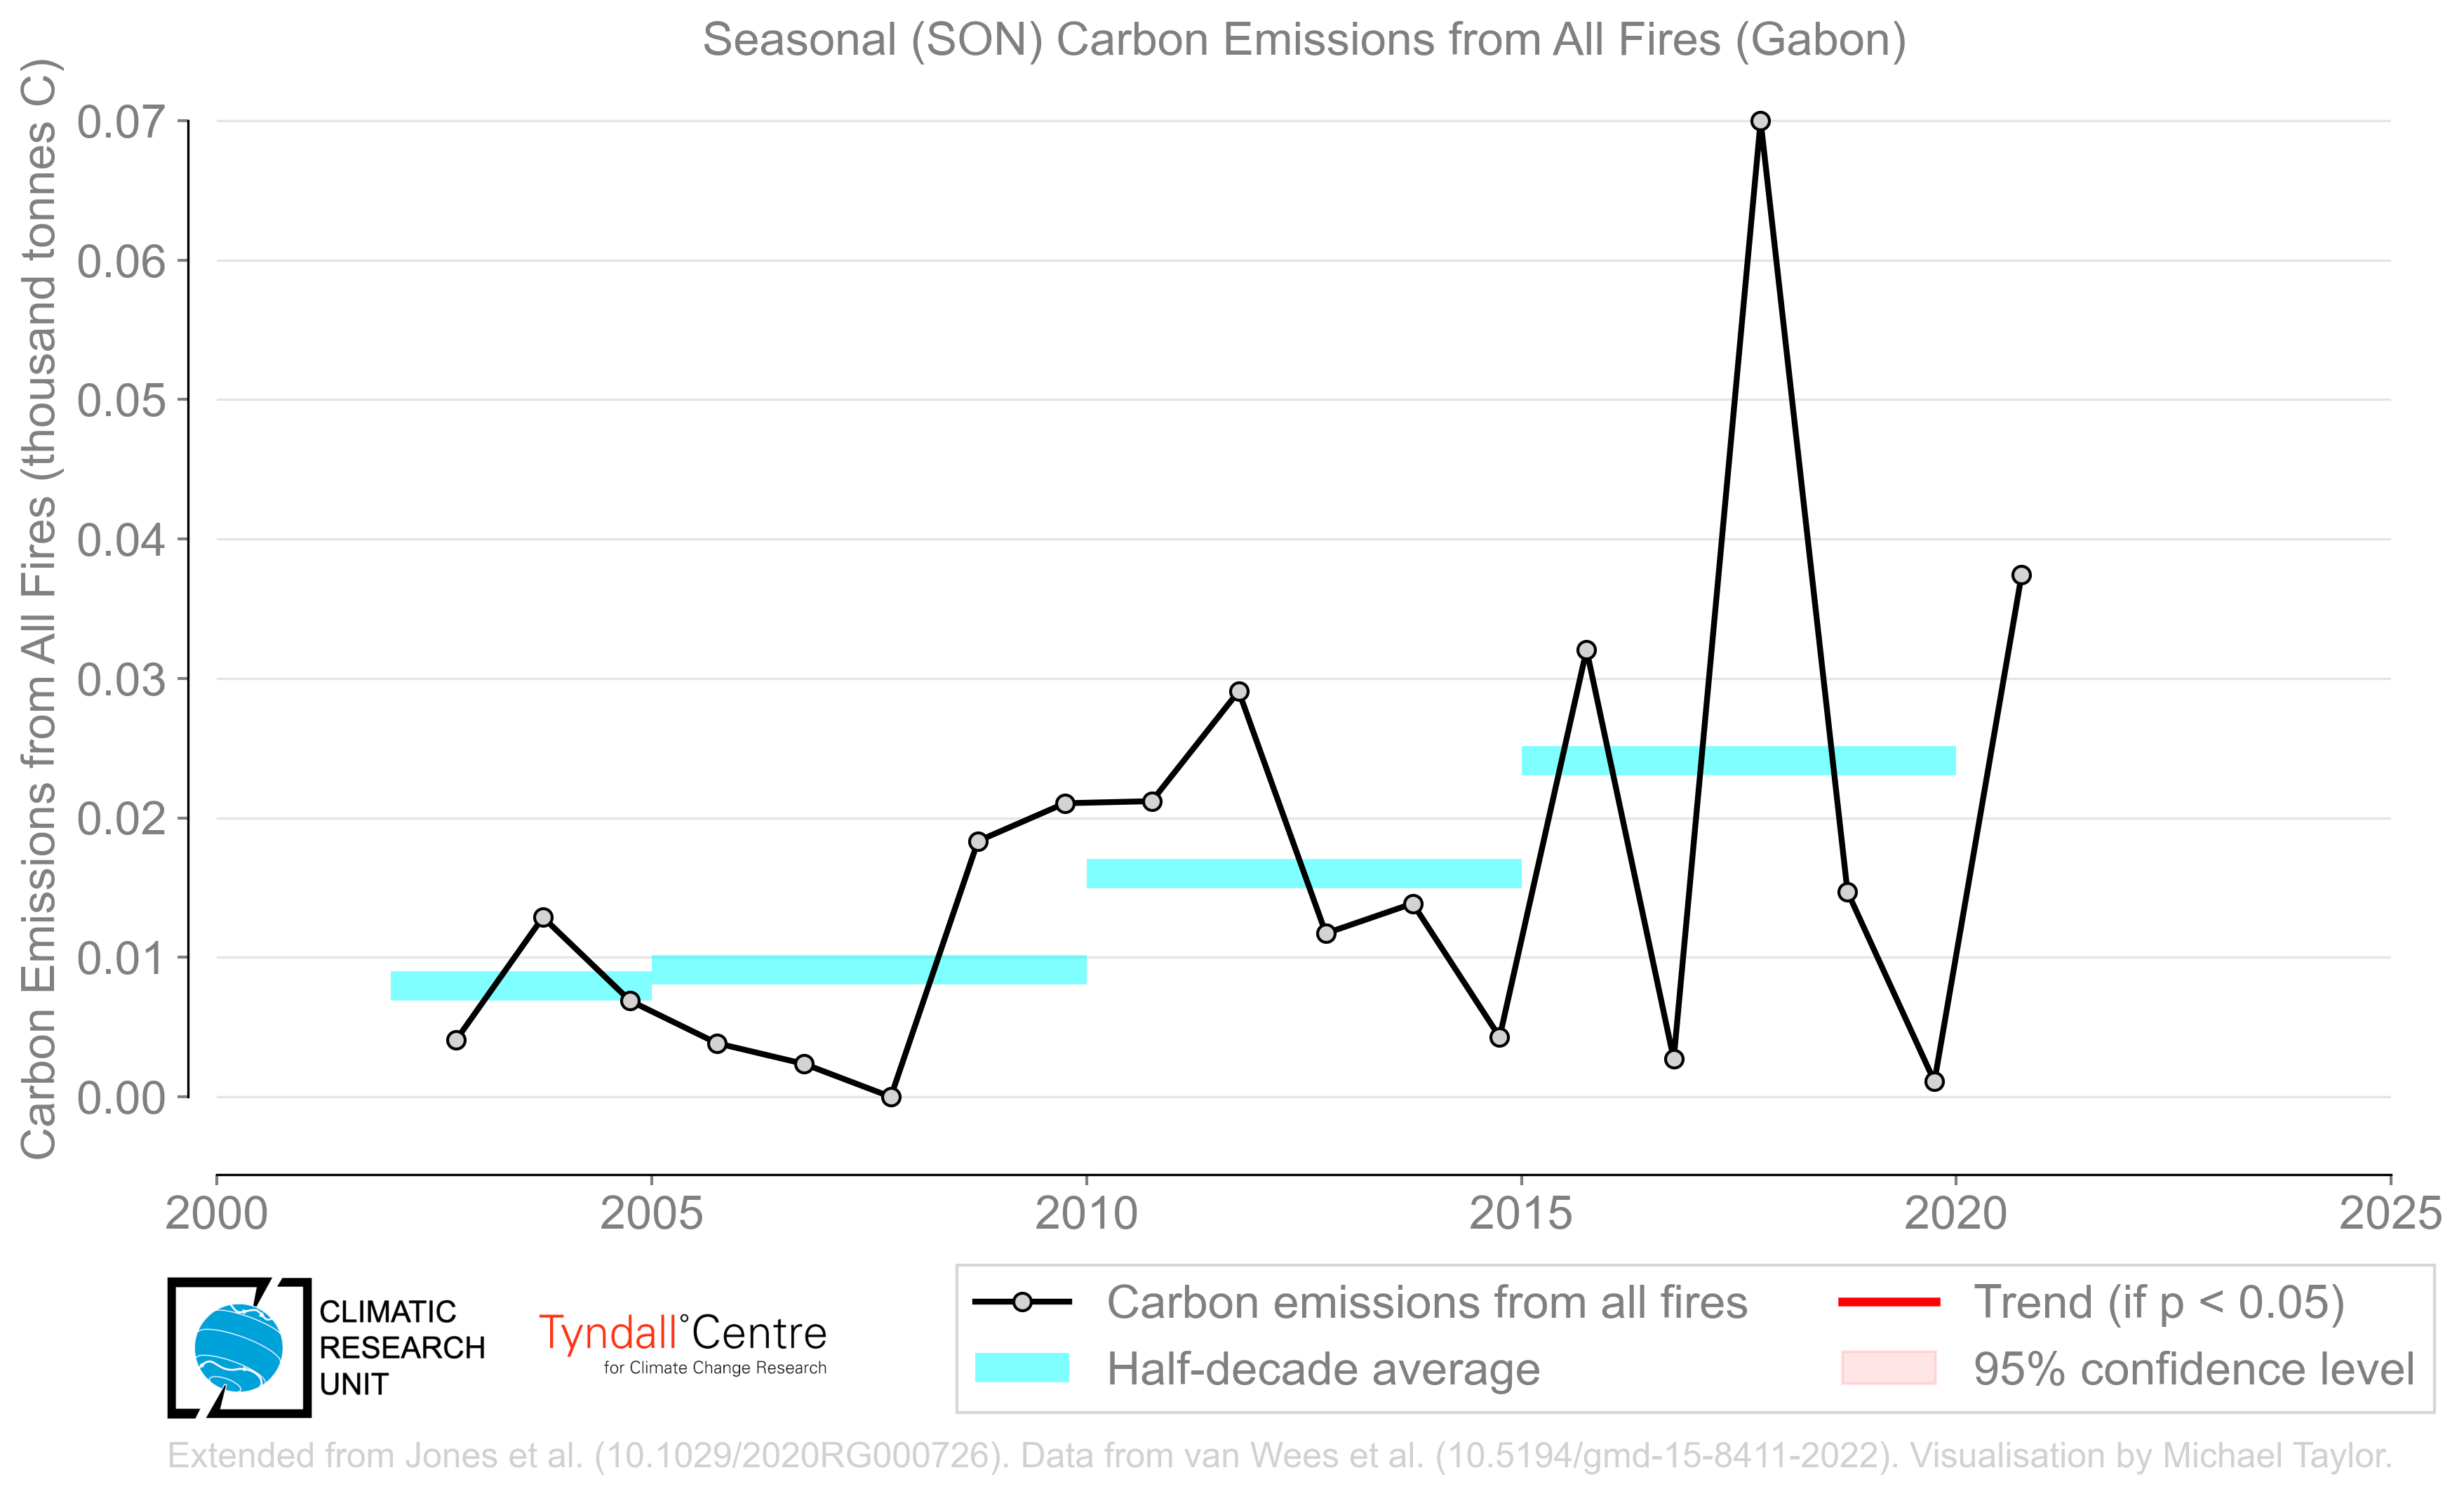 Seasonal (SON) Carbon Emissions from All Fires (Gabon)
Carbon Emissions from All Fires (thousand tonnes C)
0.07
0.06
0.05
0.04
0.03
0.02
0.01
0.00
2000 2005 2010 2015 2020 2025
CLIMATIC
RESEARCH
UNIT
Tyndall°Centre
for Climate Change Research
Carbon emissions from all fires
Half-decade average
Trend (if p < 0.05)
95% confidence level
Extended from Jones et al. (10.1029/2020RG000726). Data from van Wees et al. (10.5194/gmd-15-8411-2022). Visualisation by Michael Taylor.